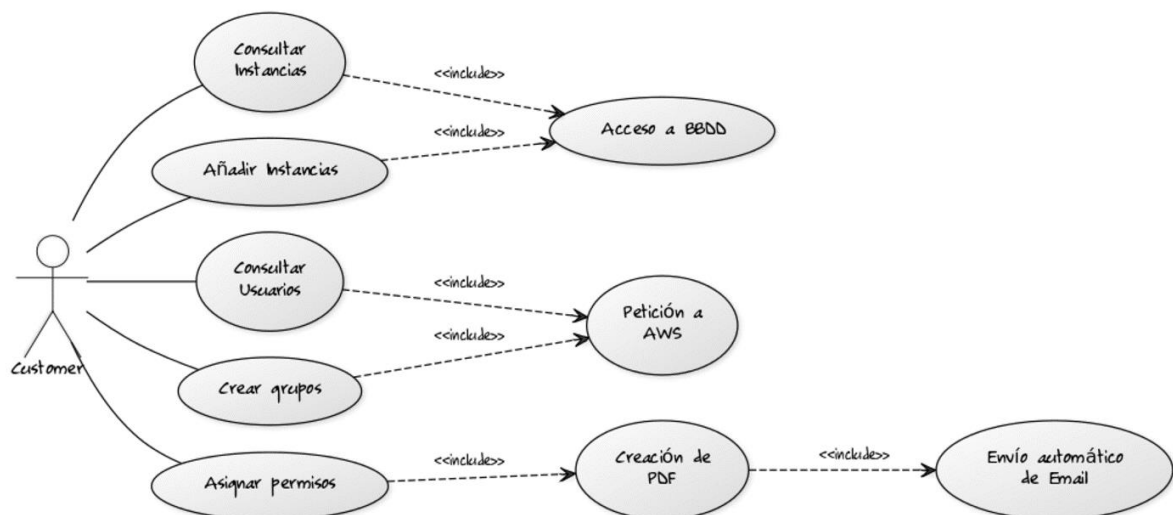 Consultar
Instancias
<<include>>
Acceso a BBDD
<<include>>
Añadir Instancias
Consultar
Usuarios
<<include>>
Petición a
AWS
<<include>>
Customer
Crear grupos
<<include>>
Creación de
PDF
<<include>>
Envío automático
de Email
Asignar permisos